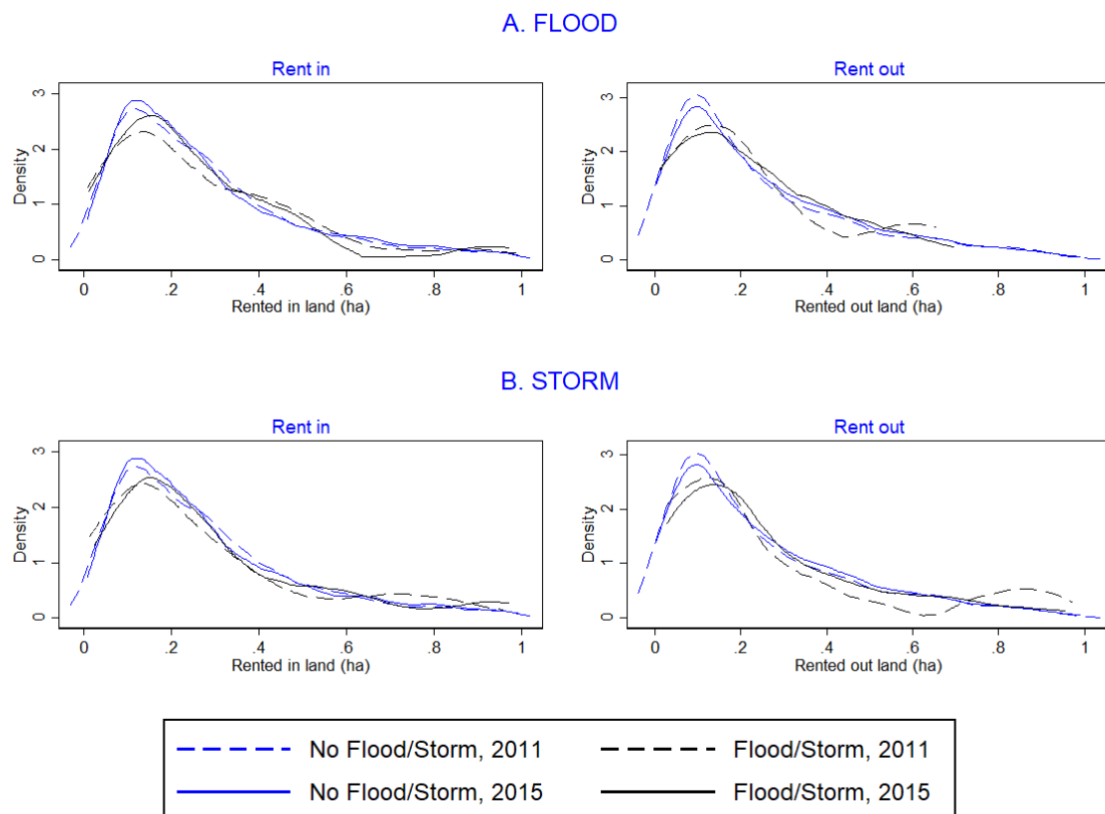 A. FLOOD
Rent in
Rent out
Density
0 1 2 3
0 .2 .4 .6 .8 1
Rented in land (ha)
Density
0 1 2 3
0 .2 .4 .6 .8 1
Rented out land (ha)
B. STORM
Rent in
Rent out
Density
0 1 2 3
0 .2 .4 .6 .8 1
Rented in land (ha)
Density
0 1 2 3
0 .2 .4 .6 .8 1
Rented out land (ha)
No Flood/Storm, 2011
Flood/Storm, 2011
No Flood/Storm, 2015
Flood/Storm, 2015